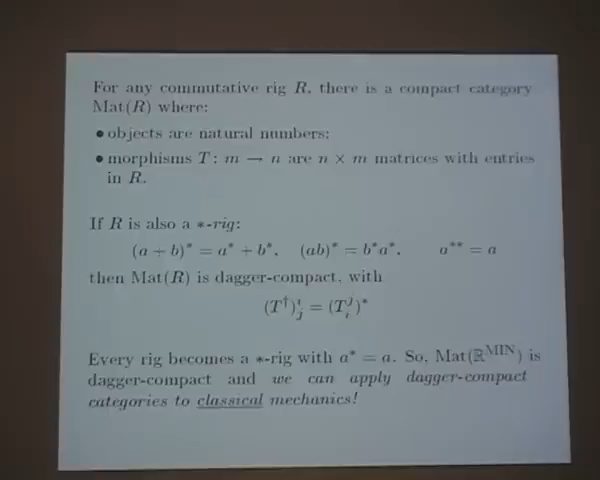 For any commutative rig R, there is a compact category
Mat(R) where:
• objects are natural numbers;
• morphisms T: m → n are n × m matrices with entries
in R.
If R is also a *-rig:
(a + b)* = a* + b*, (ab)* = b*a*, a** = a
then Mat(R) is dagger-compact, with
(T†)ⁱⱼ = (Tʲᵢ)*
Every rig becomes a *-rig with a* = a. So, Mat(ℝᴹᴵᴺ) is
dagger-compact and we can apply dagger-compact
categories to classical mechanics!